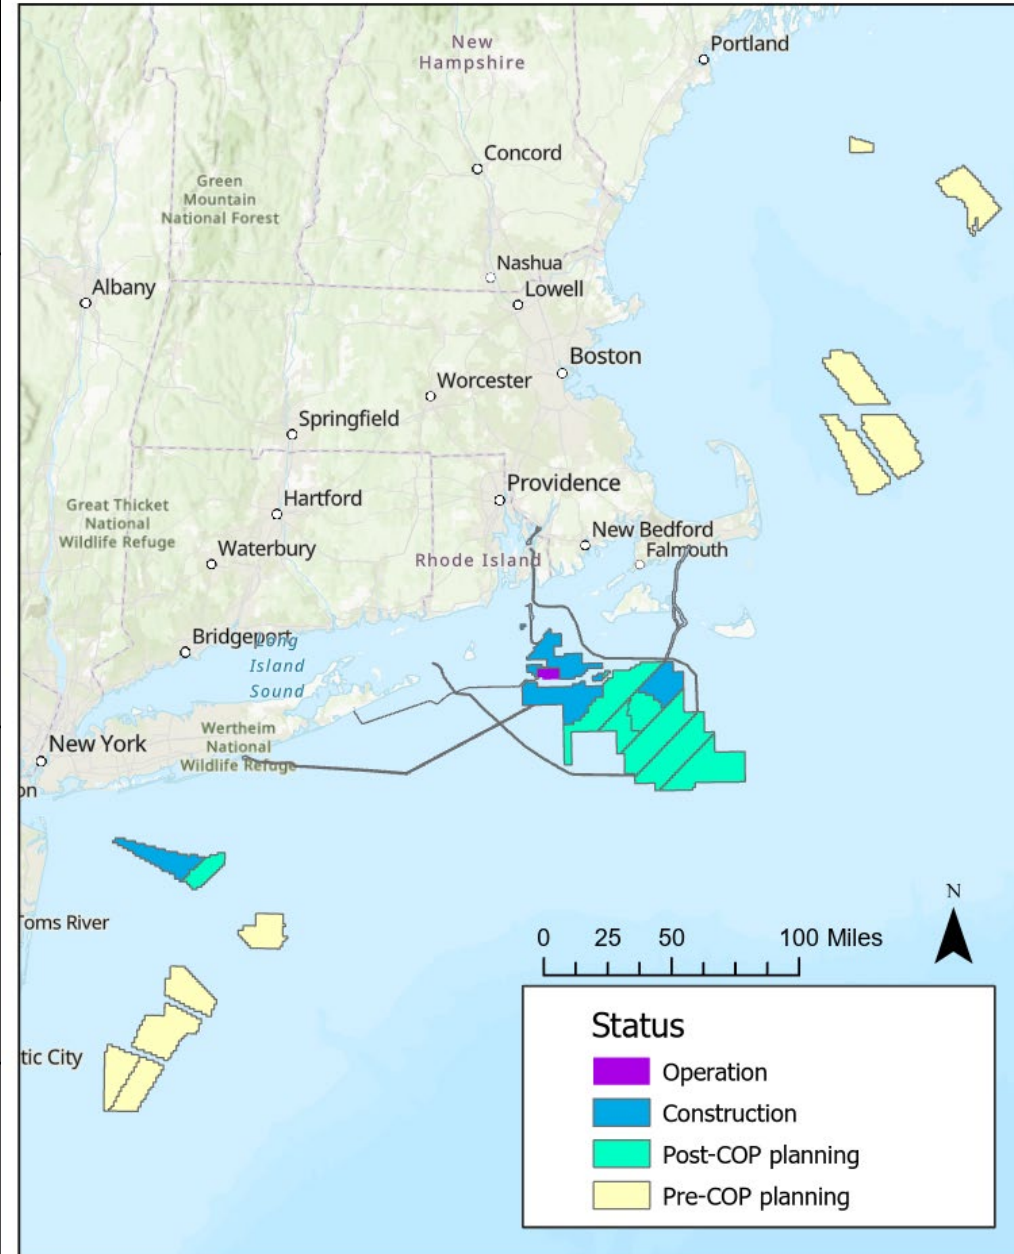 Portland
New
Hampshire
Concord
Green
Mountain
National Forest
Nashua
Albany
Lowell
Boston
Worcester
Springfield
Hartford
Providence
Great Thicket
National
Wildlife Refuge
New Bedford
Waterbury
Rhode Island
Falmouth
Bridgeport
Long
Island
Sound
New York
Wertheim
National
Wildlife Refuge
on
Toms River
0 25 50 100 Miles
N
tic City
Status
Operation
Construction
Post-COP planning
Pre-COP planning